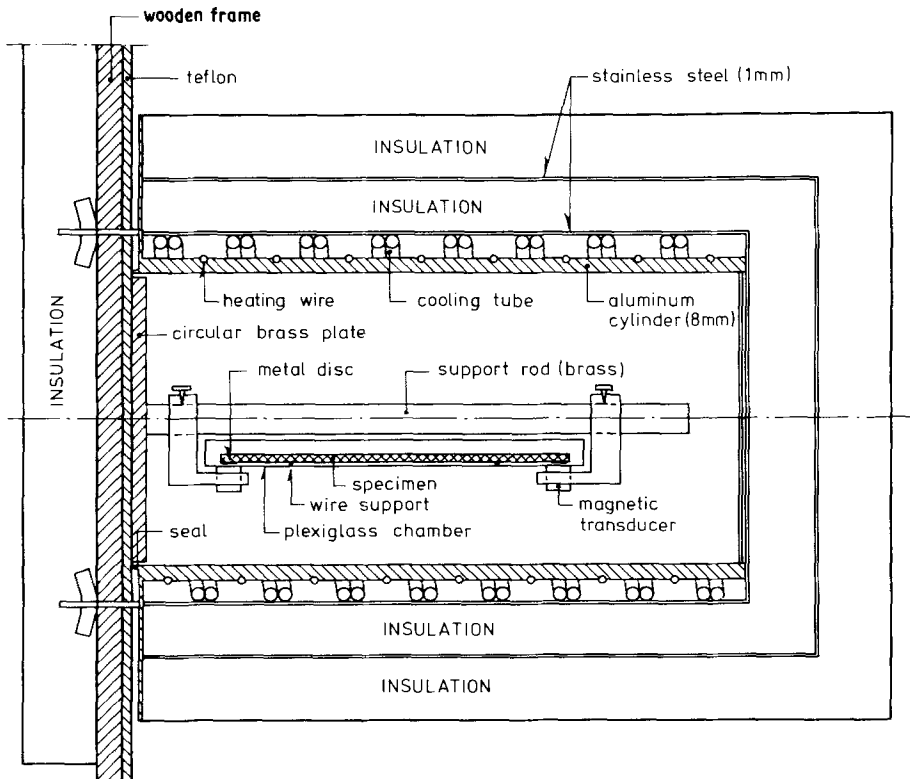 wooden frame
teflon
stainless steel (1mm)
INSULATION
INSULATION
heating wire
cooling tube
aluminum
cylinder (8mm)
circular brass plate
INSULATION
metal disc
support rod (brass)
specimen
wire support
magnetic
transducer
plexiglass chamber
seal
INSULATION
INSULATION